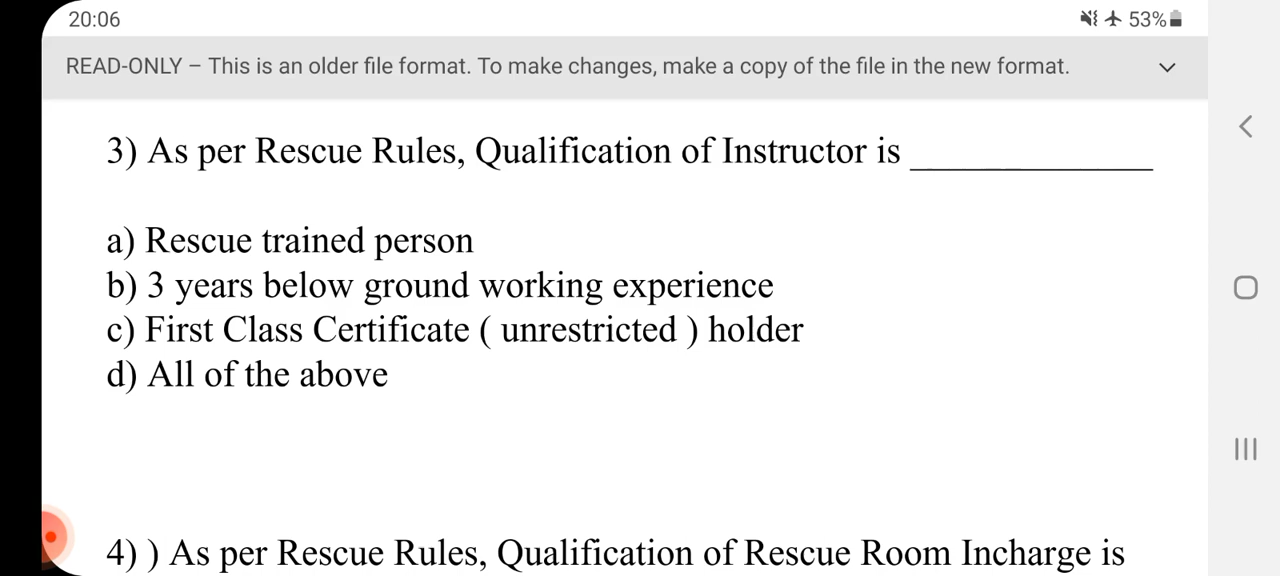 20:06
53%
READ-ONLY – This is an older file format. To make changes, make a copy of the file in the new format.
3) As per Rescue Rules, Qualification of Instructor is ____________
a) Rescue trained person
b) 3 years below ground working experience
c) First Class Certificate ( unrestricted ) holder
d) All of the above
4) ) As per Rescue Rules, Qualification of Rescue Room Incharge is